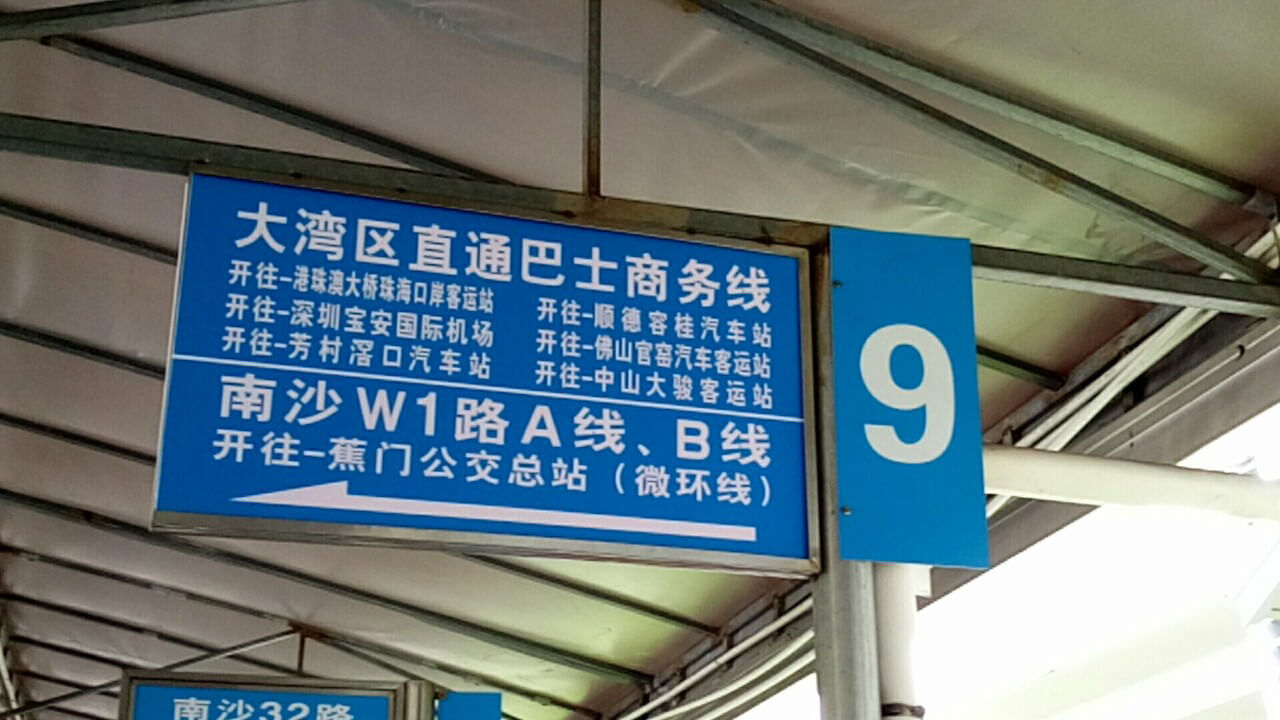 大湾区直通巴士商务线
开往-港珠澳大桥珠海口岸客运站
开往-深圳宝安国际机场
开往-芳村滘口汽车站
开往-顺德容桂汽车站
开往-佛山官窑汽车客运站
开往-中山大骏客运站
南沙W1路A线、B线
开往-蕉门公交总站（微环线）
9
南沙32路